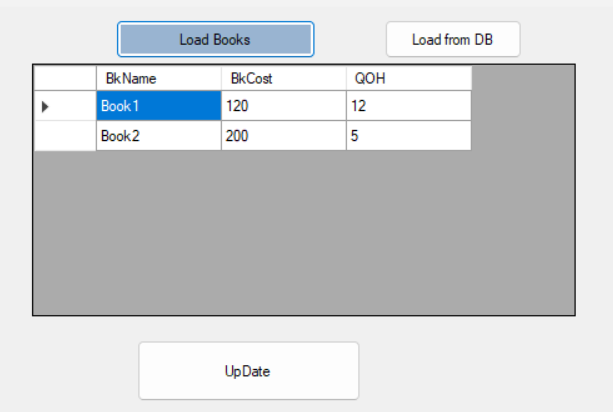 Load Books Load from DB
BkName BkCost QOH
Book1 120 12
Book2 200 5
UpDate